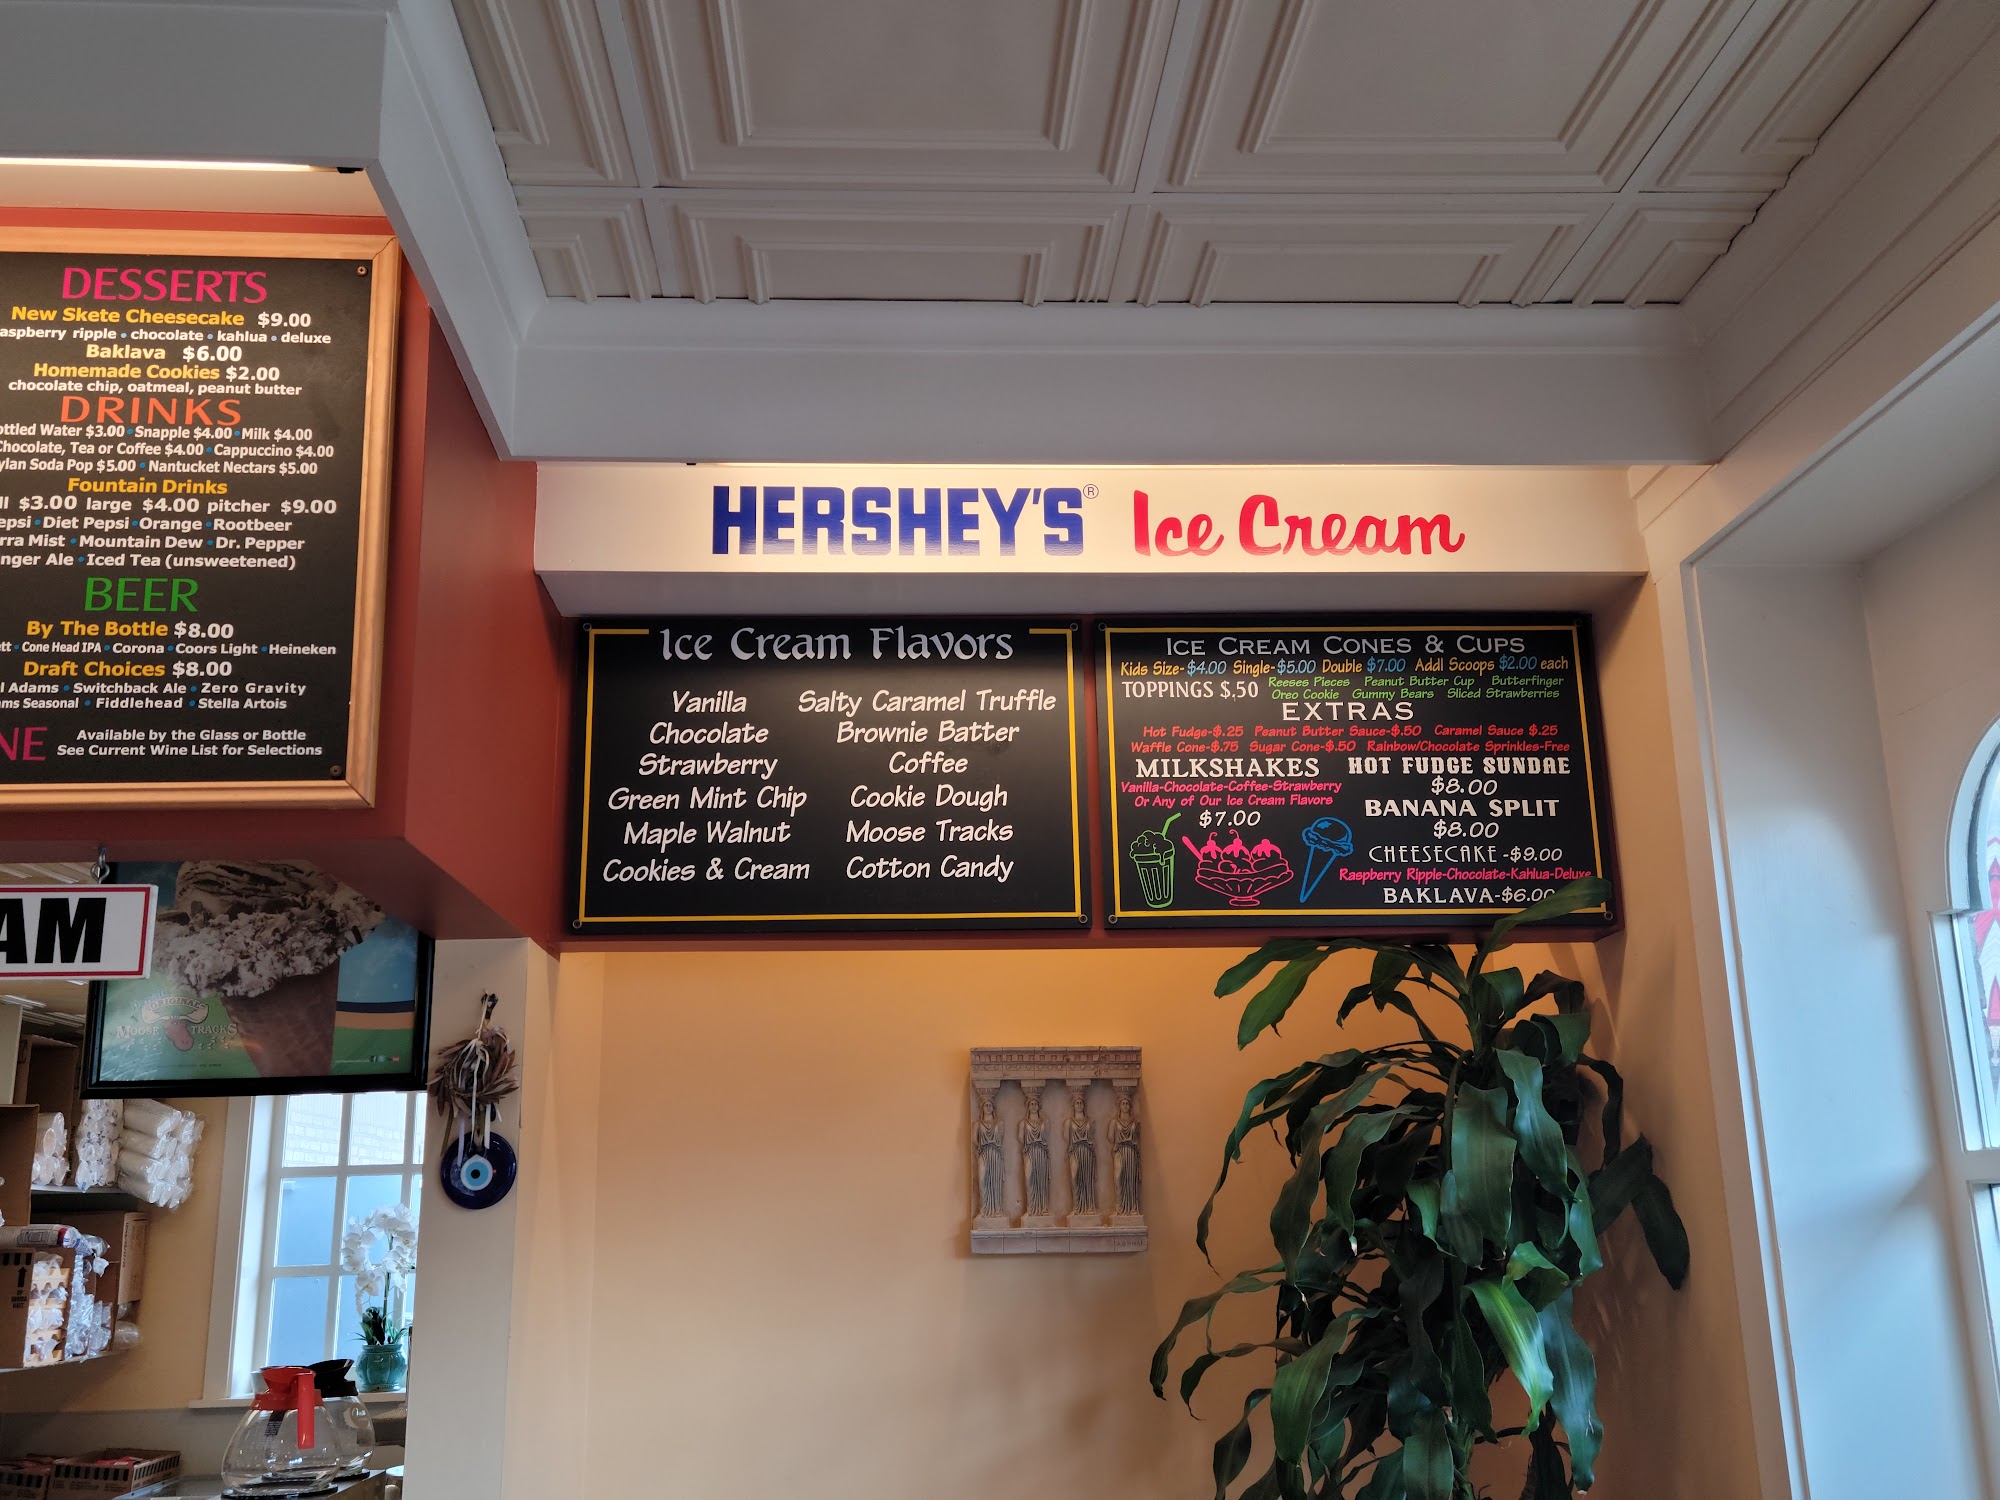 DESSERTS
New Skete Cheesecake $9.00
ripple • chocolate • kahlua • deluxe
Baklava $6.00
Homemade Cookies $2.00
chocolate chip, oatmeal, peanut butter
DRINKS
Water $3.00 • Snapple $4.00 • Milk $4.00
Chocolate, Tea or Coffee $4.00 • Cappuccino $4.00
Soda Pop $5.00 • Nantucket Nectars $5.00
Fountain Drinks
$3.00 large $4.00 pitcher $9.00
Diet Pepsi • Orange • Rootbeer
Mist • Mountain Dew • Dr. Pepper
Ale • Iced Tea (unsweetened)
BEER
By The Bottle $8.00
Cone Head IPA • Corona • Coors Light • Heineken
Draft Choices $8.00
Adams • Switchback Ale • Zero Gravity
Seasonal • Fiddlehead • Stella Artois
NE
Available by the Glass or Bottle
See Current Wine List for Selections
AM
ORIGINAL
MOOSE TRACKS
HERSHEY'S® Ice Cream
Ice Cream Flavors
Vanilla
Chocolate
Strawberry
Green Mint Chip
Maple Walnut
Cookies & Cream
Salty Caramel Truffle
Brownie Batter
Coffee
Cookie Dough
Moose Tracks
Cotton Candy
ICE CREAM CONES & CUPS
Kids Size-$4.00 Single-$5.00 Double $7.00 Addl Scoops $2.00 each
TOPPINGS $.50
Reeses Pieces Peanut Butter Cup Butterfinger
Oreo Cookie Gummy Bears Sliced Strawberries
EXTRAS
Hot Fudge-$.25 Peanut Butter Sauce-$.50 Caramel Sauce $.25
Waffle Cone-$.75 Sugar Cone-$.50 Rainbow/Chocolate Sprinkles-Free
MILKSHAKES
Vanilla-Chocolate-Coffee-Strawberry
Or Any of Our Ice Cream Flavors
$7.00
HOT FUDGE SUNDAE
$8.00
BANANA SPLIT
$8.00
CHEESECAKE-$9.00
Raspberry Ripple-Chocolate-Kahlua-Deluxe
BAKLAVA-$6.00